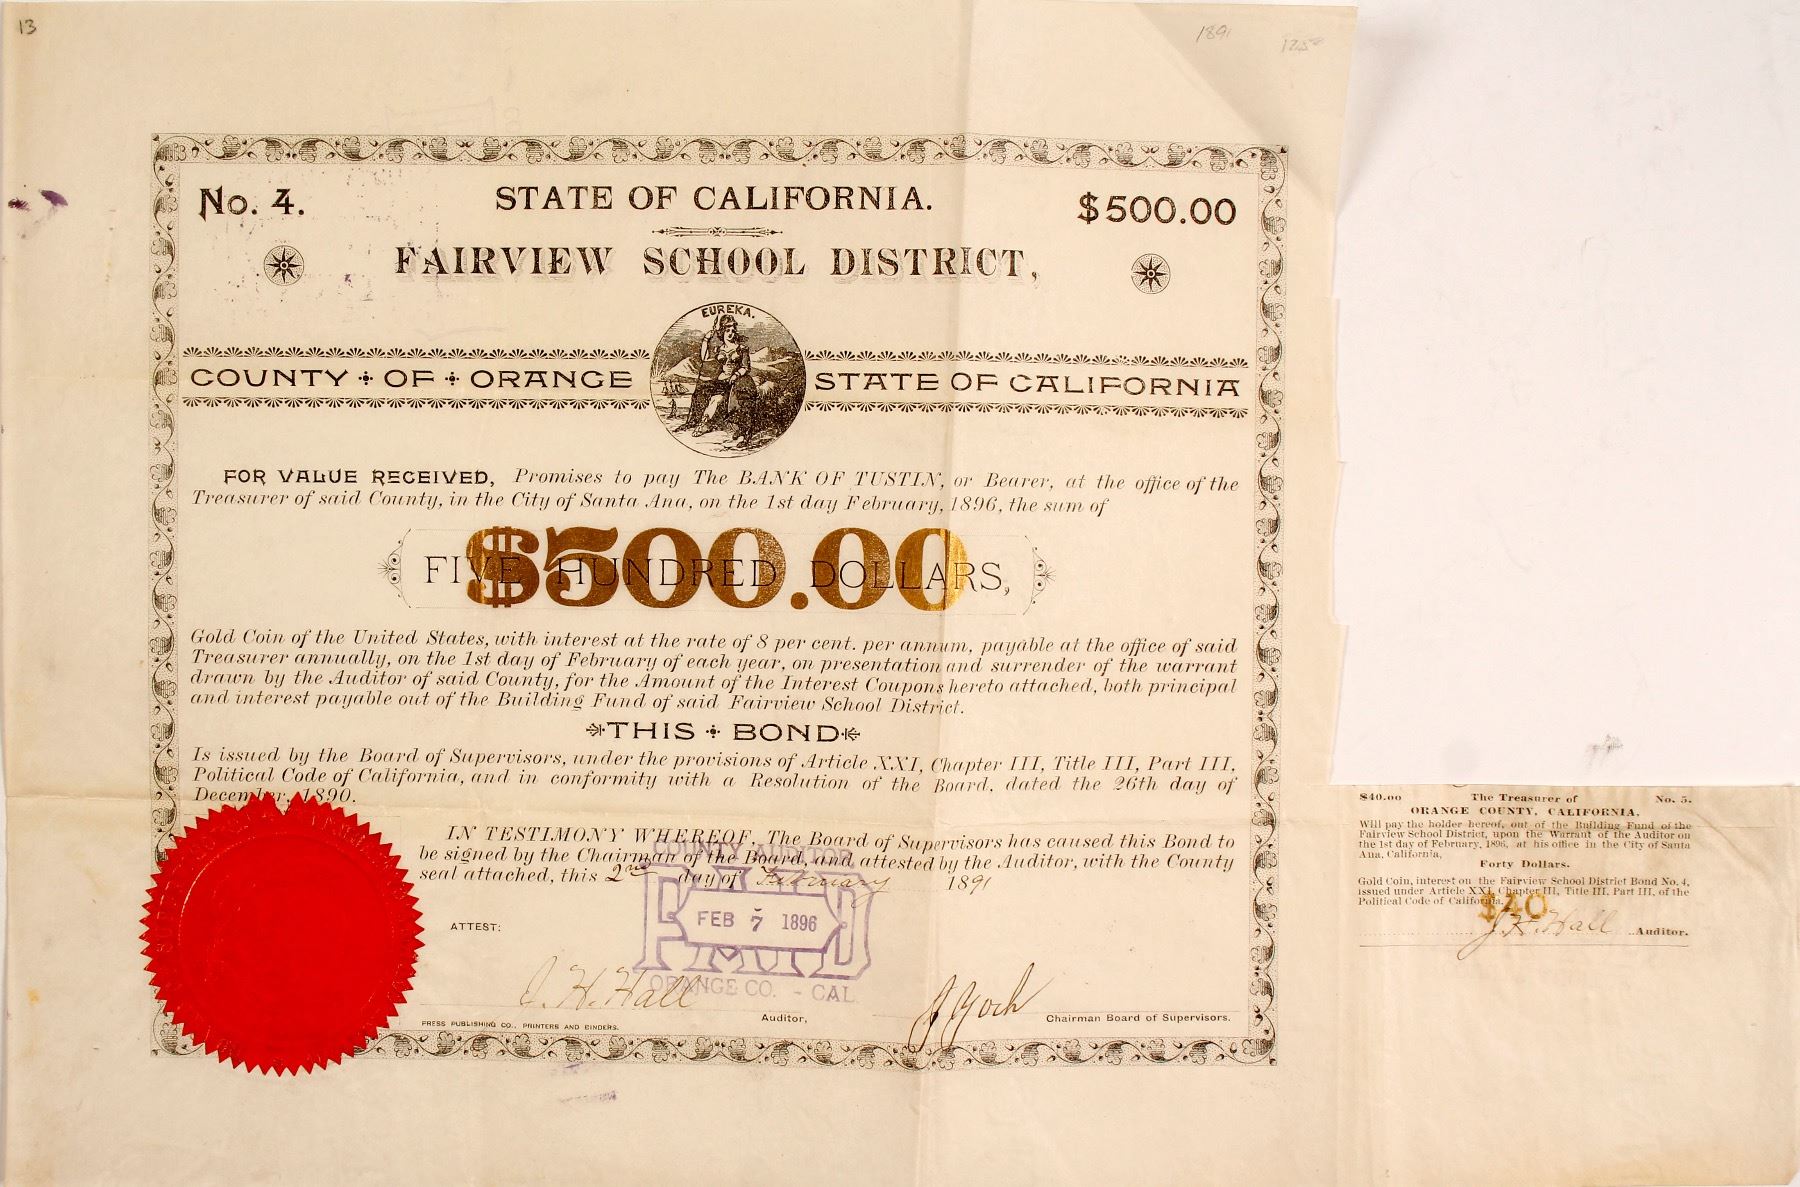 13
1891
No. 4.
STATE OF CALIFORNIA.
$500.00
FAIRVIEW SCHOOL DISTRICT,
EUREKA.
COUNTY OF ORANGE
STATE OF CALIFORNIA
FOR VALUE RECEIVED, Promises to pay The BANK OF TUSTIN, or Bearer, at the office of the
Treasurer of said County, in the City of Santa Ana, on the 1st day February, 1896, the sum of
$500.00
FIVE HUNDRED DOLLARS,
Gold Coin of the United States, with interest at the rate of 8 per cent. per annum, payable at the office of said
Treasurer annually, on the 1st day of February of each year, on presentation and surrender of the warrant
drawn by the Auditor of said County, for the Amount of the Interest Coupons hereto attached, both principal
and interest payable out of the Building Fund of said Fairview School District.
THIS BOND
Is issued by the Board of Supervisors, under the provisions of Article XXI, Chapter III, Title III, Part III,
Political Code of California, and in conformity with a Resolution of the Board, dated the 26th day of
December, 1890.
IN TESTIMONY WHEREOF, The Board of Supervisors has caused this Bond to
be signed by the Chairman of the Board, and attested by the Auditor, with the County
seal attached, this 2nd day of February 1891
COUNTY AUDITOR
PAID
FEB 7 1896
ORANGE CO. - CAL
ATTEST:
J. H. Hall
Auditor,
J Yoch
Chairman Board of Supervisors.
PRESS PUBLISHING CO., PRINTERS AND BINDERS.
$40.00 The Treasurer of No. 5.
ORANGE COUNTY, CALIFORNIA.
Will pay the holder hereof, out of the Building Fund of the
Fairview School District, upon the Warrant of the Auditor on
the 1st day of February, 1896, at his office in the City of Santa
Ana, California,
Forty Dollars.
Gold Coin, interest on the Fairview School District Bond No. 4,
issued under Article XXI, Chapter III, Title III, Part III, of the
Political Code of California.
$40
J. H. Hall Auditor.